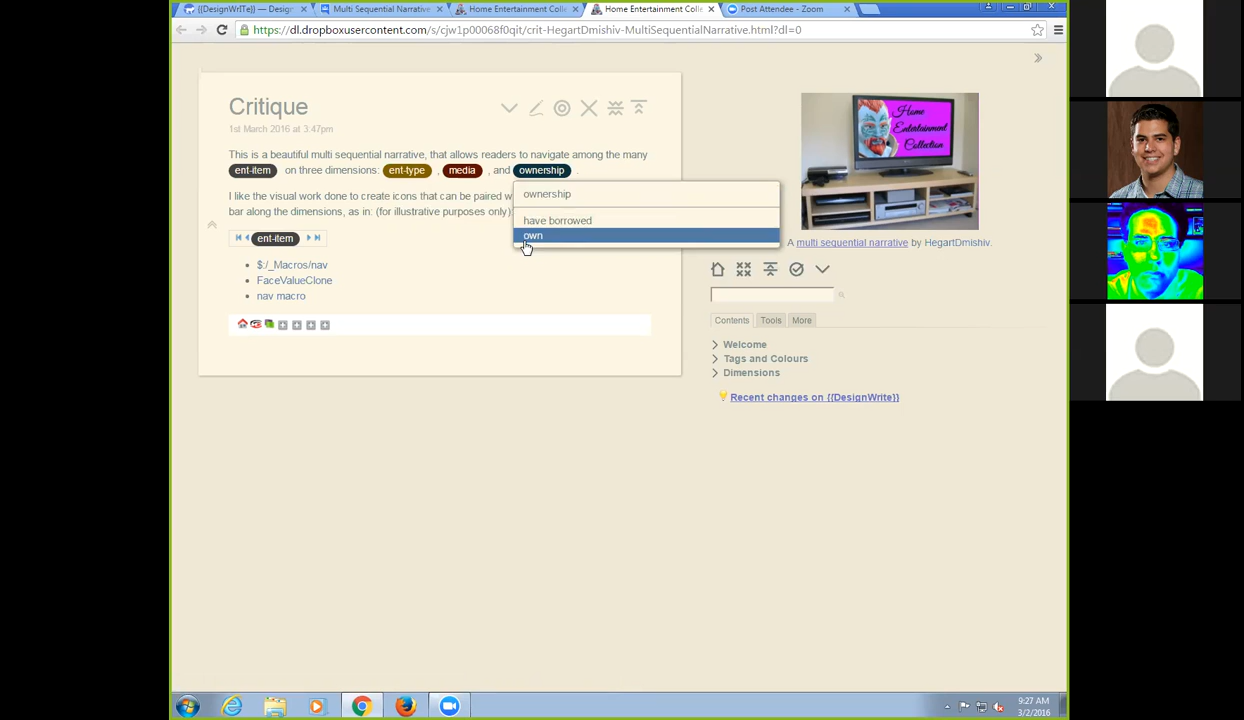 {{DesignWrITe}} — Design
Multi Sequential Narrative
Home Entertainment Colle
Home Entertainment Colle
Post Attendee - Zoom
https://dl.dropboxusercontent.com/s/cjw1p00068f0qit/crit-HegartDmishiv-MultiSequentialNarrative.html?dl=0
Critique
1st March 2016 at 3:47pm
This is a beautiful multi sequential narrative, that allows readers to navigate among the many
ent-item on three dimensions: ent-type , media , and ownership .
ownership
have borrowed
own
I like the visual work done to create icons that can be paired w
bar along the dimensions, as in: (for illustrative purposes only):
ent-item
$:/_Macros/nav
FaceValueClone
nav macro
Home
Entertainment
Collection
A multi sequential narrative by HegartDmishiv.
Contents
Tools
More
Welcome
Tags and Colours
Dimensions
Recent changes on {{DesignWrite}}
9:27 AM
3/2/2016